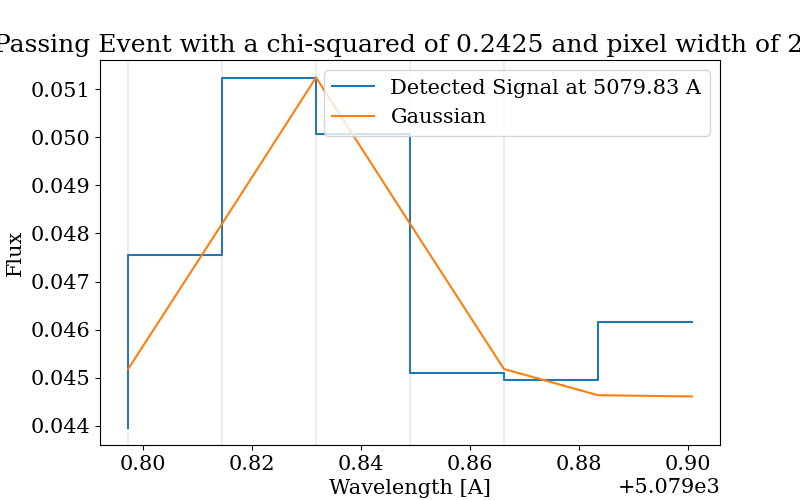 Passing Event with a chi-squared of 0.2425 and pixel width of 2
Detected Signal at 5079.83 A
Gaussian
Flux
0.051
0.050
0.049
0.048
0.047
0.046
0.045
0.044
0.80 0.82 0.84 0.86 0.88 0.90
Wavelength [A]
+5.079e3